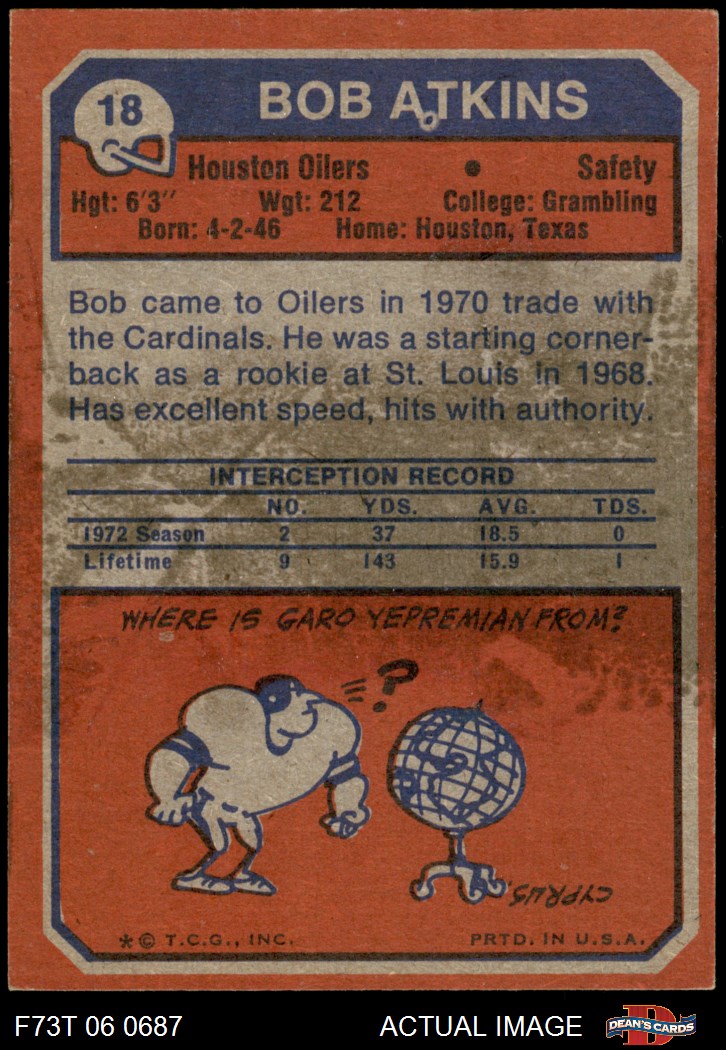 18
BOB ATKINS
Houston Oilers • Safety
Hgt: 6'3" Wgt: 212 College: Grambling
Born: 4-2-46 Home: Houston, Texas
Bob came to Oilers in 1970 trade with
the Cardinals. He was a starting corner-
back as a rookie at St. Louis in 1968.
Has excellent speed, hits with authority.
INTERCEPTION RECORD
NO. YDS. AVG. TDS.
1972 Season 2 37 18.5 0
Lifetime 9 143 15.9 1
WHERE IS GARO YEPREMIAN FROM?
?
CYPRUS.
*© T.C.G., INC. PRTD. IN U.S.A.
F73T 06 0687 ACTUAL IMAGE D DEAN'S CARDS